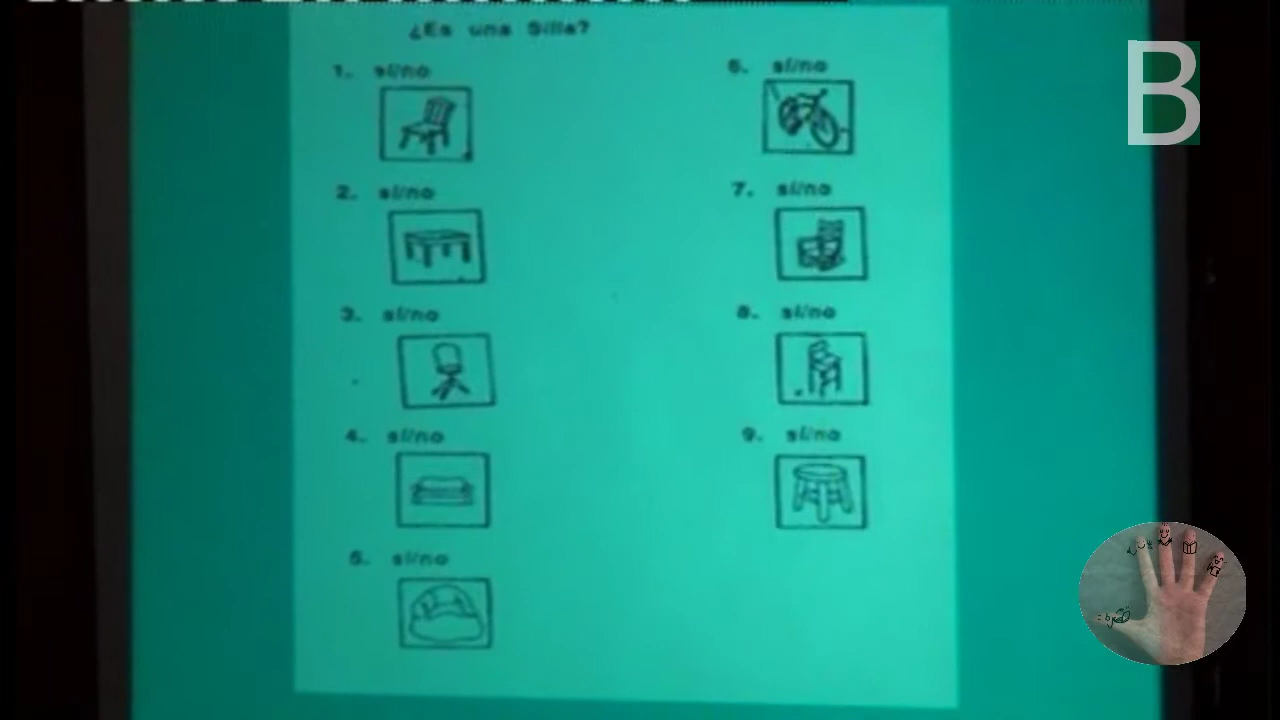 ¿Es una Silla?
1. sí/no
2. sí/no
3. sí/no
4. sí/no
5. sí/no
6. sí/no
7. sí/no
8. sí/no
9. sí/no
B